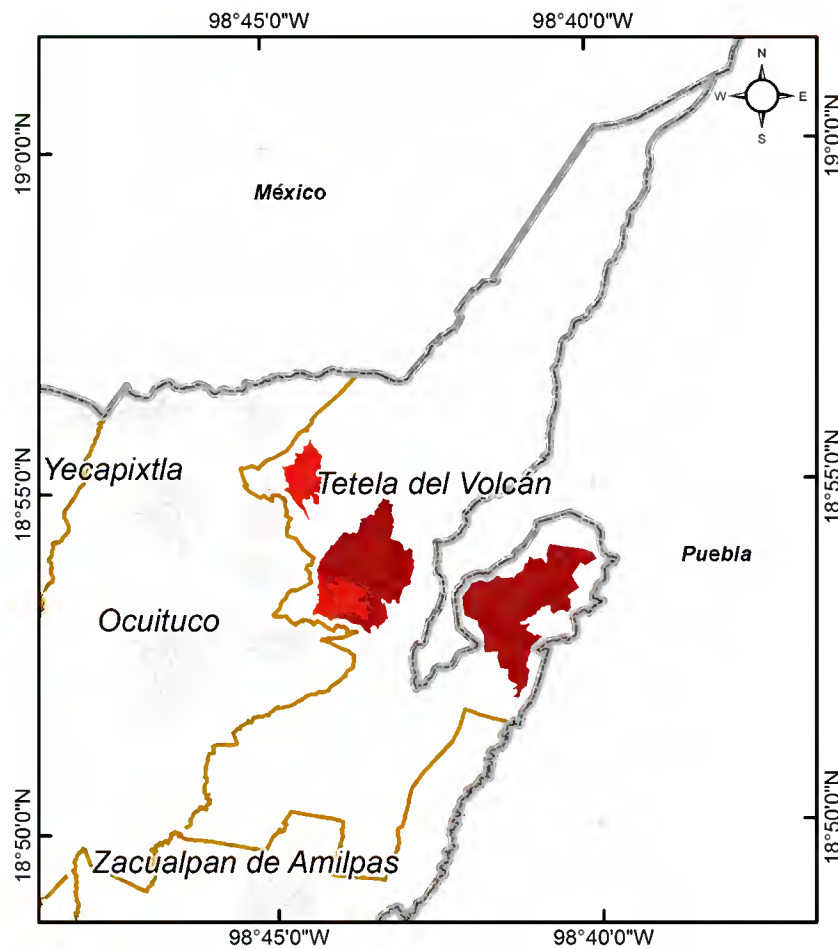 98°45'0"W
98°40'0"W
N
W
E
S
19°0'0"N
19°0'0"N
México
Yecapixtla
Tetela del Volcán
18°55'0"N
18°55'0"N
Puebla
Ocuituco
18°50'0"N
18°50'0"N
Zacualpan de Amilpas
98°45'0"W
98°40'0"W